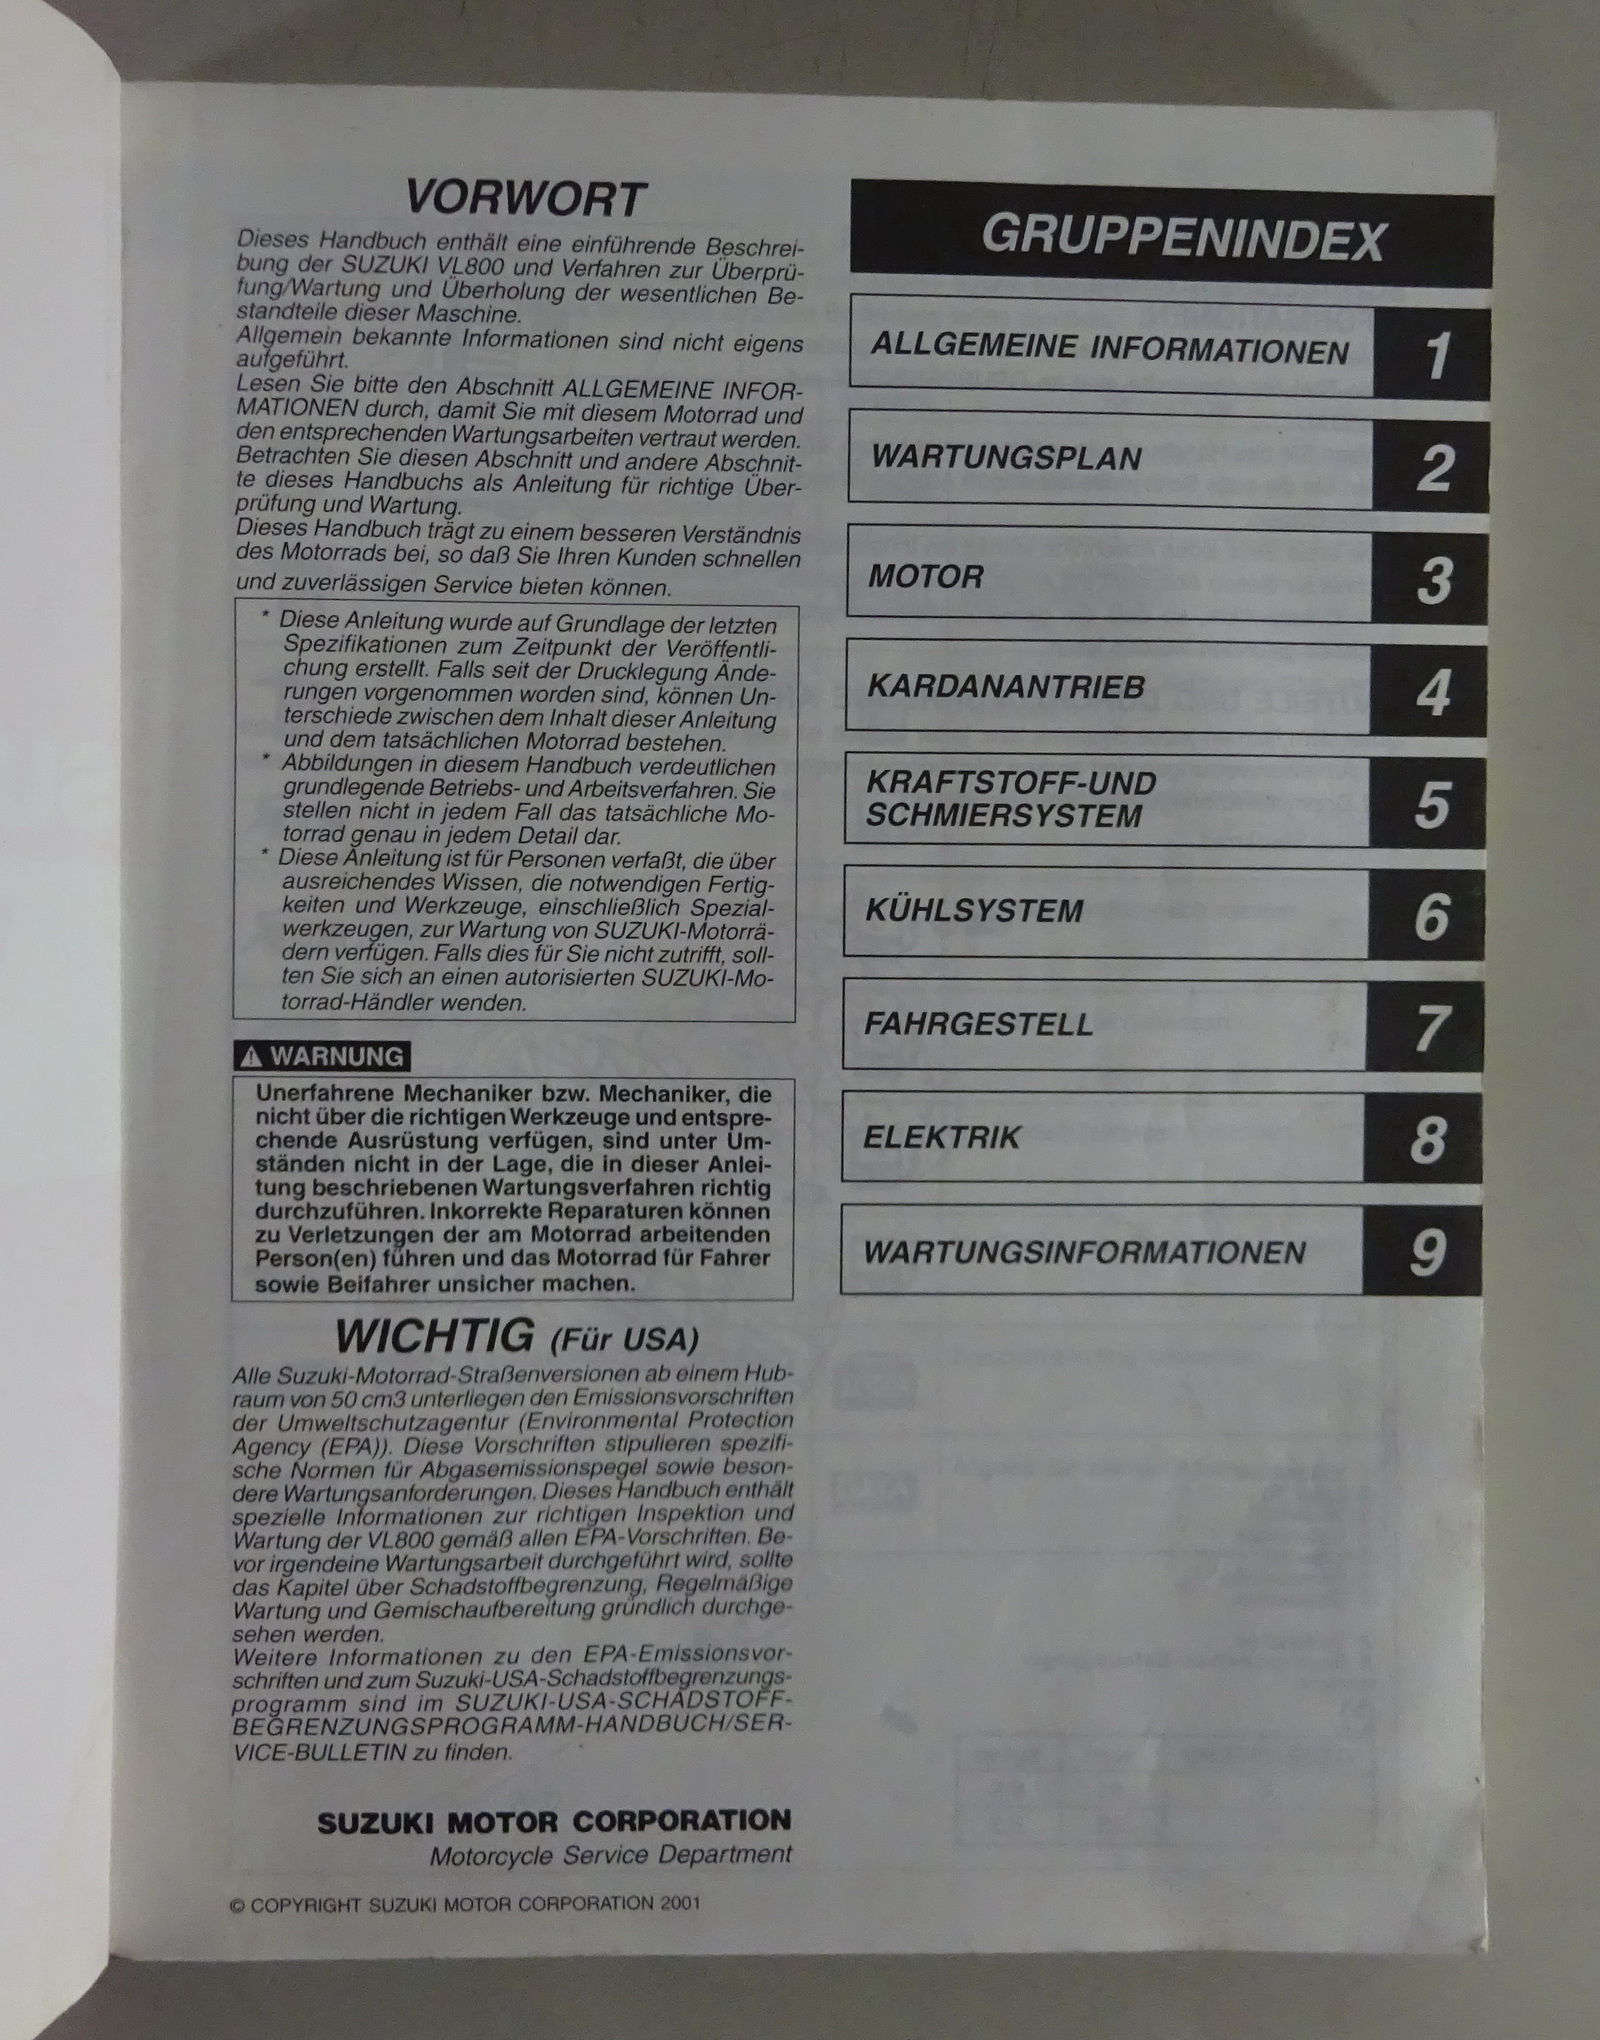 VORWORT
Dieses Handbuch enthält eine einführende Beschrei-
bung der SUZUKI VL800 und Verfahren zur Überprü-
fung/Wartung und Überholung der wesentlichen Be-
standteile dieser Maschine.
Allgemein bekannte Informationen sind nicht eigens
aufgeführt.
Lesen Sie bitte den Abschnitt ALLGEMEINE INFOR-
MATIONEN durch, damit Sie mit diesem Motorrad und
den entsprechenden Wartungsarbeiten vertraut werden.
Betrachten Sie diesen Abschnitt und andere Abschnit-
te dieses Handbuchs als Anleitung für richtige Über-
prüfung und Wartung.
Dieses Handbuch trägt zu einem besseren Verständnis
des Motorrads bei, so daß Sie Ihren Kunden schnellen
und zuverlässigen Service bieten können.
* Diese Anleitung wurde auf Grundlage der letzten
Spezifikationen zum Zeitpunkt der Veröffentli-
chung erstellt. Falls seit der Drucklegung Ände-
rungen vorgenommen worden sind, können Un-
terschiede zwischen dem Inhalt dieser Anleitung
und dem tatsächlichen Motorrad bestehen.
* Abbildungen in diesem Handbuch verdeutlichen
grundlegende Betriebs- und Arbeitsverfahren. Sie
stellen nicht in jedem Fall das tatsächliche Mo-
torrad genau in jedem Detail dar.
* Diese Anleitung ist für Personen verfaßt, die über
ausreichendes Wissen, die notwendigen Fertig-
keiten und Werkzeuge, einschließlich Spezial-
werkzeugen, zur Wartung von SUZUKI-Motorrä-
dern verfügen. Falls dies für Sie nicht zutrifft, soll-
ten Sie sich an einen autorisierten SUZUKI-Mo-
torrad-Händler wenden.
WARNUNG
Unerfahrene Mechaniker bzw. Mechaniker, die
nicht über die richtigen Werkzeuge und entspre-
chende Ausrüstung verfügen, sind unter Um-
ständen nicht in der Lage, die in dieser Anlei-
tung beschriebenen Wartungsverfahren richtig
durchzuführen. Inkorrekte Reparaturen können
zu Verletzungen der am Motorrad arbeitenden
Person(en) führen und das Motorrad für Fahrer
sowie Beifahrer unsicher machen.
WICHTIG (Für USA)
Alle Suzuki-Motorrad-Straßenversionen ab einem Hub-
raum von 50 cm3 unterliegen den Emissionsvorschriften
der Umweltschutzagentur (Environmental Protection
Agency (EPA)). Diese Vorschriften stipulieren spezifi-
sche Normen für Abgasemissionspegel sowie beson-
dere Wartungsanforderungen. Dieses Handbuch enthält
spezielle Informationen zur richtigen Inspektion und
Wartung der VL800 gemäß allen EPA-Vorschriften. Be-
vor irgendeine Wartungsarbeit durchgeführt wird, sollte
das Kapitel über Schadstoffbegrenzung, Regelmäßige
Wartung und Gemischaufbereitung gründlich durchge-
sehen werden.
Weitere Informationen zu den EPA-Emissionsvor-
schriften und zum Suzuki-USA-Schadstoffbegrenzungs-
programm sind im SUZUKI-USA-SCHADSTOFF-
BEGRENZUNGSPROGRAMM-HANDBUCH/SER-
VICE-BULLETIN zu finden.
SUZUKI MOTOR CORPORATION
Motorcycle Service Department
© COPYRIGHT SUZUKI MOTOR CORPORATION 2001
GRUPPENINDEX
ALLGEMEINE INFORMATIONEN 1
WARTUNGSPLAN 2
MOTOR 3
KARDANANTRIEB 4
KRAFTSTOFF-UND
SCHMIERSYSTEM 5
KÜHLSYSTEM 6
FAHRGESTELL 7
ELEKTRIK 8
WARTUNGSINFORMATIONEN 9